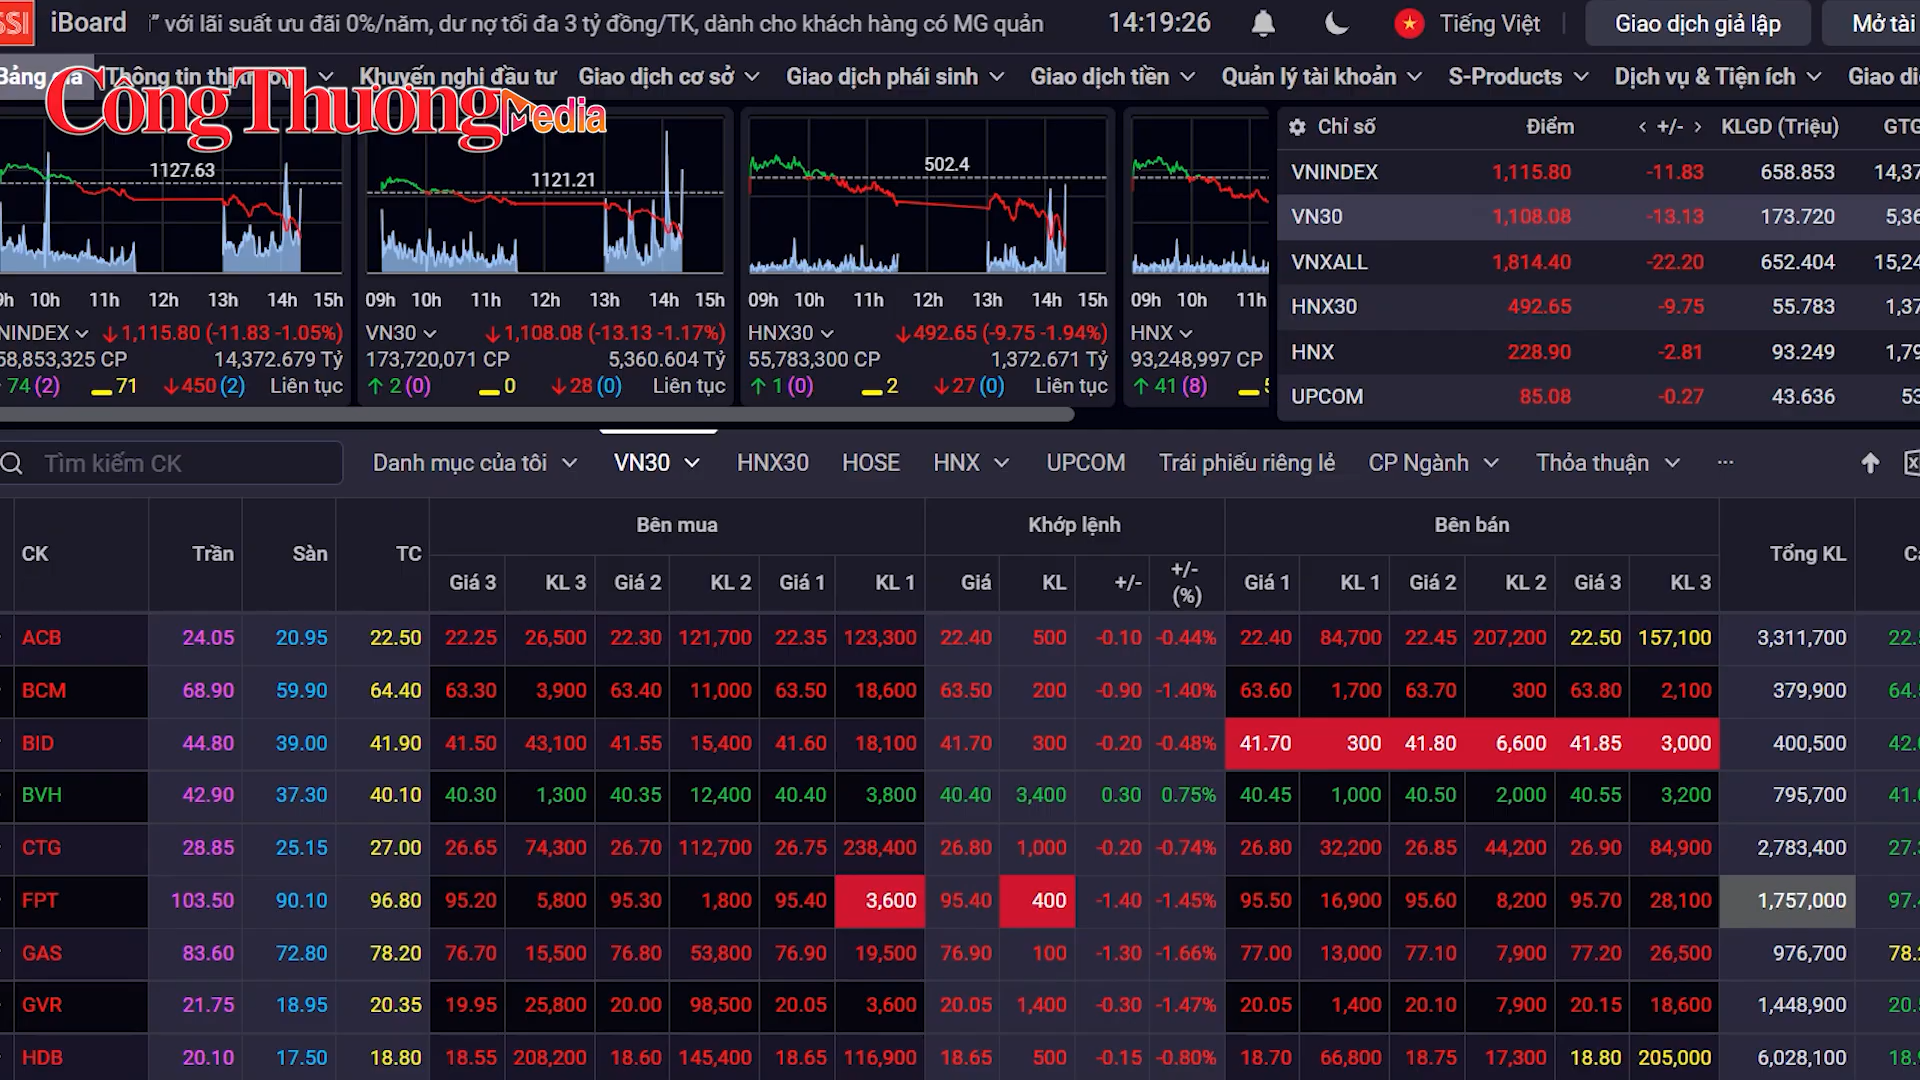 SSI iBoard ” với lãi suất ưu đãi 0%/năm, dư nợ tối đa 3 tỷ đồng/TK, dành cho khách hàng có MG quản 14:19:26 Tiếng Việt Giao dịch giả lập Mở tài
Bảng giá Thông tin thị Khuyến nghị đầu tư Giao dịch cơ sở Giao dịch phái sinh Giao dịch tiền Quản lý tài khoản S-Products Dịch vụ & Tiện ích Giao dị
CôngThương Media
1127.63 1121.21 502.4
9h 10h 11h 12h 13h 14h 15h 09h 10h 11h 12h 13h 14h 15h 09h 10h 11h 12h 13h 14h 15h 09h 10h 11h
NINDEX 1,115.80 (-11.83 -1.05%) VN30 1,108.08 (-13.13 -1.17%) HNX30 492.65 (-9.75 -1.94%) HNX
58,853,325 CP 14,372.679 Tỷ 173,720,071 CP 5,360.604 Tỷ 55,783,300 CP 1,372.671 Tỷ 93,248,997 CP
74 (2) 71 450 (2) Liên tục 2 (0) 0 28 (0) Liên tục 1 (0) 2 27 (0) Liên tục 41 (8)
Chỉ số Điểm < +/- > KLGD (Triệu) GTG
VNINDEX 1,115.80 -11.83 658.853 14,37
VN30 1,108.08 -13.13 173.720 5,36
VNXALL 1,814.40 -22.20 652.404 15,24
HNX30 492.65 -9.75 55.783 1,37
HNX 228.90 -2.81 93.249 1,79
UPCOM 85.08 -0.27 43.636 53
Tìm kiếm CK Danh mục của tôi VN30 HNX30 HOSE HNX UPCOM Trái phiếu riêng lẻ CP Ngành Thỏa thuận ...
CK Trần Sàn TC Bên mua Khớp lệnh Bên bán Tổng KL Ca
Giá 3 KL 3 Giá 2 KL 2 Giá 1 KL 1 Giá KL +/- +/- (%) Giá 1 KL 1 Giá 2 KL 2 Giá 3 KL 3
ACB 24.05 20.95 22.50 22.25 26,500 22.30 121,700 22.35 123,300 22.40 500 -0.10 -0.44% 22.40 84,700 22.45 207,200 22.50 157,100 3,311,700 22.5
BCM 68.90 59.90 64.40 63.30 3,900 63.40 11,000 63.50 18,600 63.50 200 -0.90 -1.40% 63.60 1,700 63.70 300 63.80 2,100 379,900 64.
BID 44.80 39.00 41.90 41.50 43,100 41.55 15,400 41.60 18,100 41.70 300 -0.20 -0.48% 41.70 300 41.80 6,600 41.85 3,000 400,500 42.
BVH 42.90 37.30 40.10 40.30 1,300 40.35 12,400 40.40 3,800 40.40 3,400 0.30 0.75% 40.45 1,000 40.50 2,000 40.55 3,200 795,700 41.
CTG 28.85 25.15 27.00 26.65 74,300 26.70 112,700 26.75 238,400 26.80 1,000 -0.20 -0.74% 26.80 32,200 26.85 44,200 26.90 84,900 2,783,400 27.
FPT 103.50 90.10 96.80 95.20 5,800 95.30 1,800 95.40 3,600 95.40 400 -1.40 -1.45% 95.50 16,900 95.60 8,200 95.70 28,100 1,757,000 97.
GAS 83.60 72.80 78.20 76.70 15,500 76.80 53,800 76.90 19,500 76.90 100 -1.30 -1.66% 77.00 13,000 77.10 7,900 77.20 26,500 976,700 78.
GVR 21.75 18.95 20.35 19.95 25,800 20.00 98,500 20.05 3,600 20.05 1,400 -0.30 -1.47% 20.05 1,400 20.10 7,900 20.15 18,600 1,448,900 20.
HDB 20.10 17.50 18.80 18.55 208,200 18.60 145,400 18.65 116,900 18.65 500 -0.15 -0.80% 18.70 66,800 18.75 17,300 18.80 205,000 6,028,100 18.